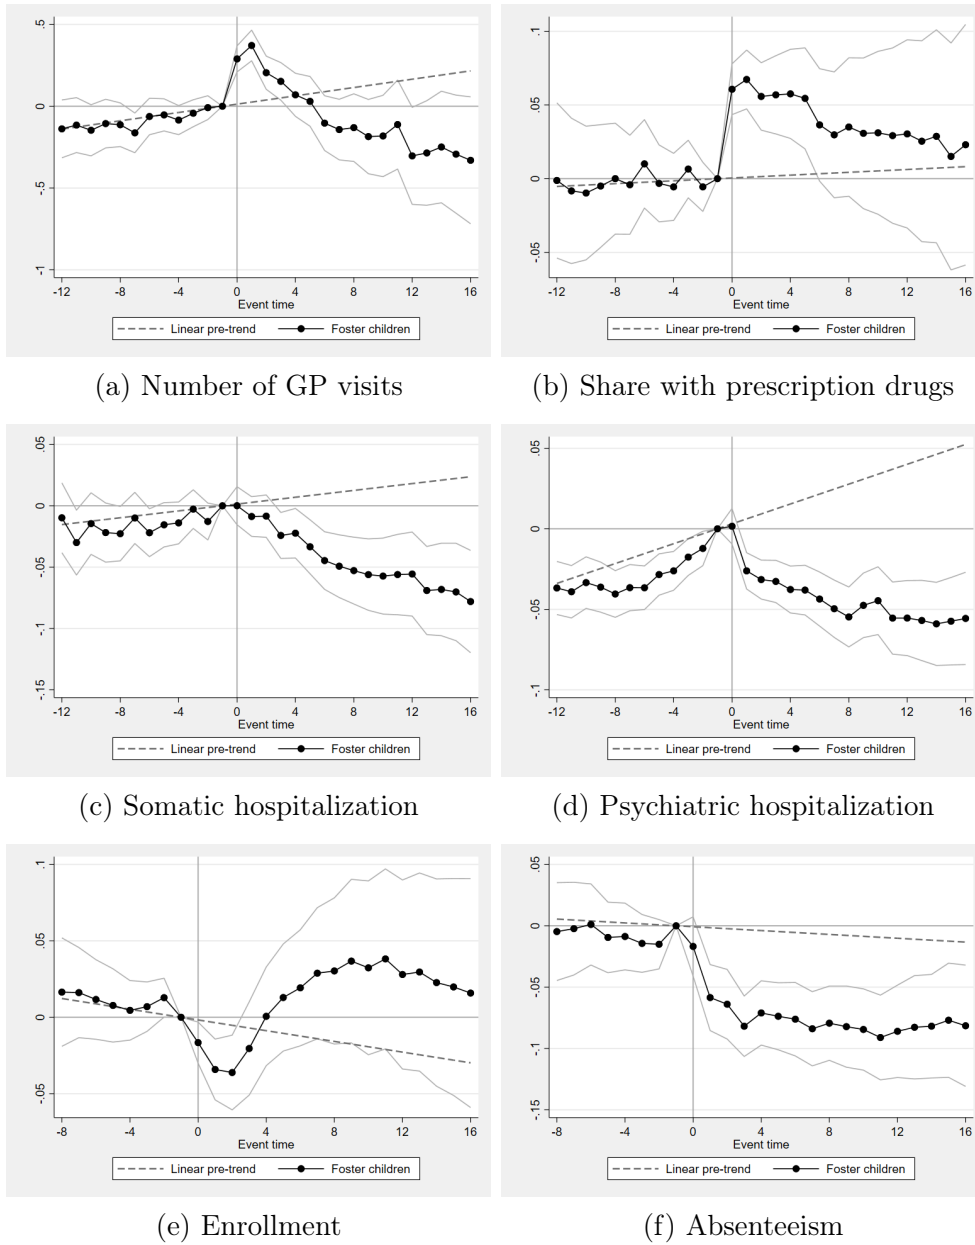 .5
0
-.5
-1
-12 -8 -4 0 4 8 12 16
Event time
Linear pre-trend Foster children
(a) Number of GP visits
.1
.05
0
-.05
-12 -8 -4 0 4 8 12 16
Event time
Linear pre-trend Foster children
(b) Share with prescription drugs
.05
0
-.05
-.1
-.15
-12 -8 -4 0 4 8 12 16
Event time
Linear pre-trend Foster children
(c) Somatic hospitalization
.05
0
-.05
-.1
-12 -8 -4 0 4 8 12 16
Event time
Linear pre-trend Foster children
(d) Psychiatric hospitalization
.1
.05
0
-.05
-8 -4 0 4 8 12 16
Event time
Linear pre-trend Foster children
(e) Enrollment
.05
0
-.05
-.1
-.15
-8 -4 0 4 8 12 16
Event time
Linear pre-trend Foster children
(f) Absenteeism